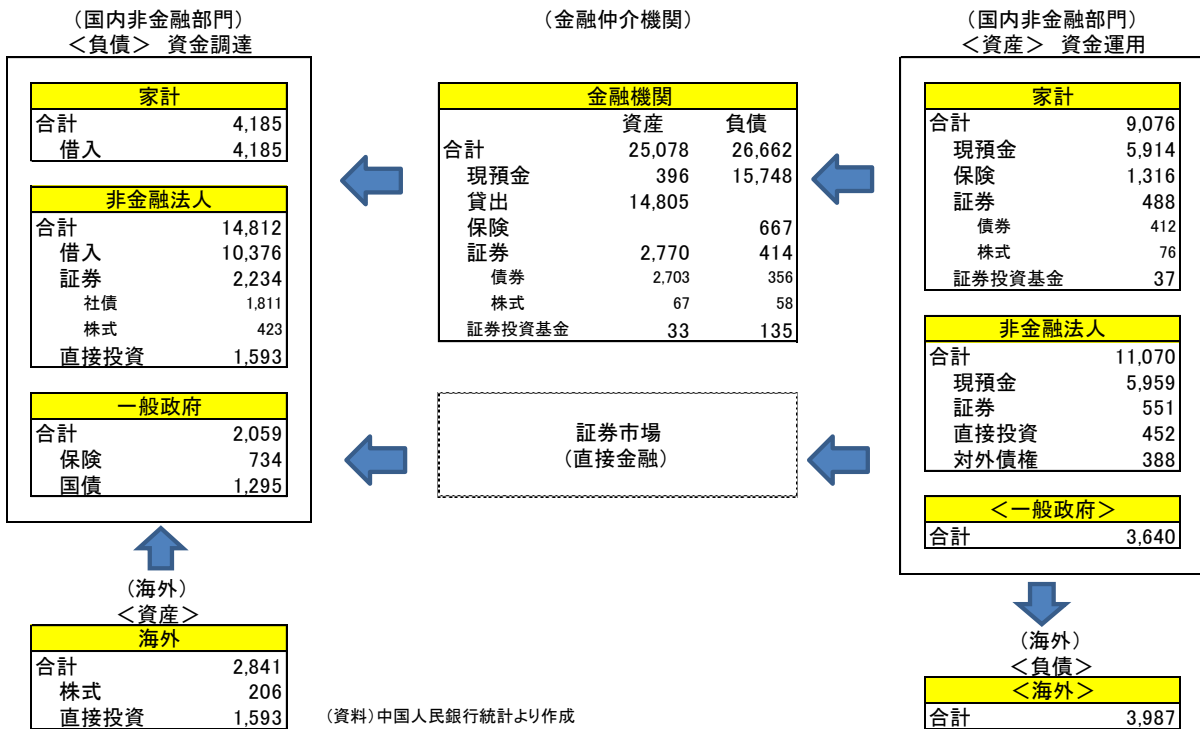 (国内非金融部門)
<負債> 資金調達
家計
合計 4,185
借入 4,185
非金融法人
合計 14,812
借入 10,376
証券 2,234
社債 1,811
株式 423
直接投資 1,593
一般政府
合計 2,059
保険 734
国債 1,295
(海外)
<資産>
海外
合計 2,841
株式 206
直接投資 1,593
(金融仲介機関)
金融機関
資産 負債
合計 25,078 26,662
現預金 396 15,748
貸出 14,805
保険 667
証券 2,770 414
債券 2,703 356
株式 67 58
証券投資基金 33 135
証券市場
(直接金融)
(資料)中国人民銀行統計より作成
(国内非金融部門)
<資産> 資金運用
家計
合計 9,076
現預金 5,914
保険 1,316
証券 488
債券 412
株式 76
証券投資基金 37
非金融法人
合計 11,070
現預金 5,959
証券 551
直接投資 452
対外債権 388
<一般政府>
合計 3,640
(海外)
<負債>
<海外>
合計 3,987